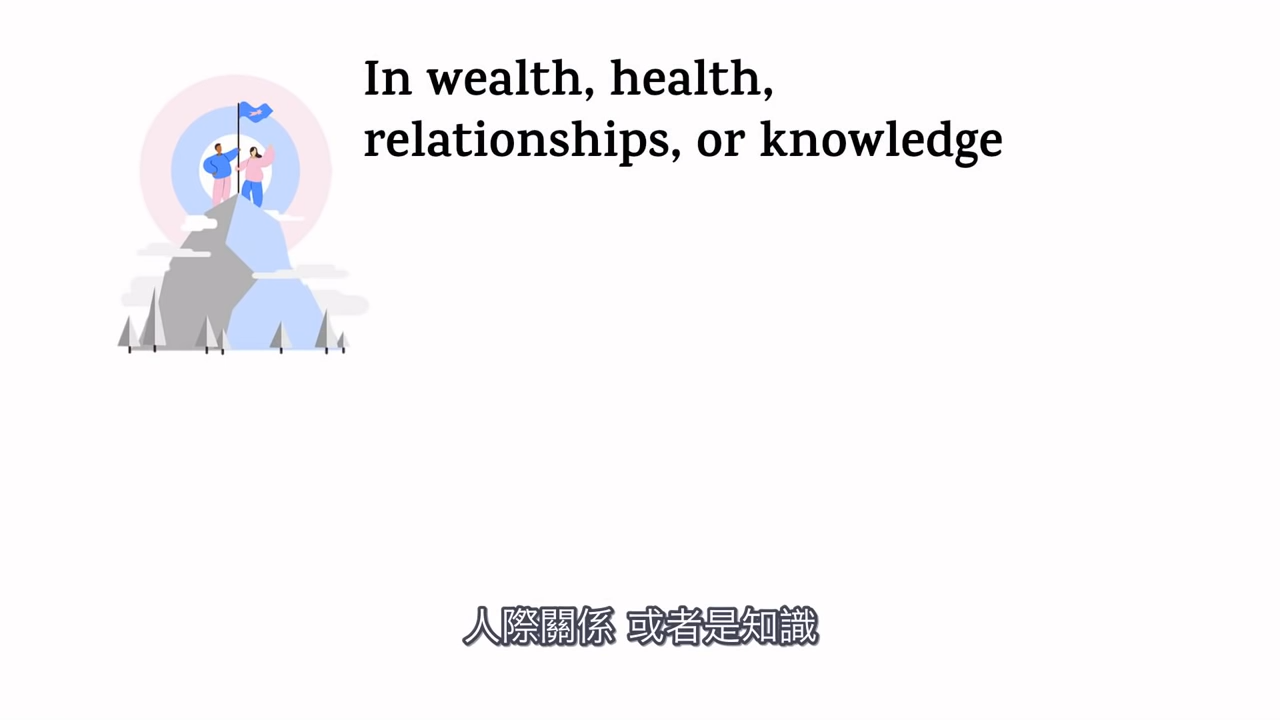 In wealth, health,
relationships, or knowledge
人際關係 或者是知識